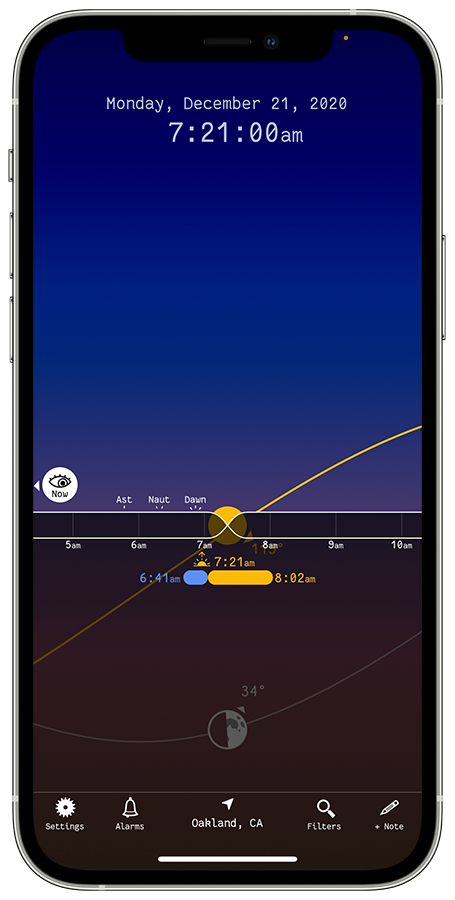 Monday, December 21, 2020
7:21:00am
Now
Ast Naut Dawn
5am 6am 7am 8am 9am 10am
113°
7:21am
6:41am 8:02am
34°
Settings Alarms Oakland, CA Filters + Note